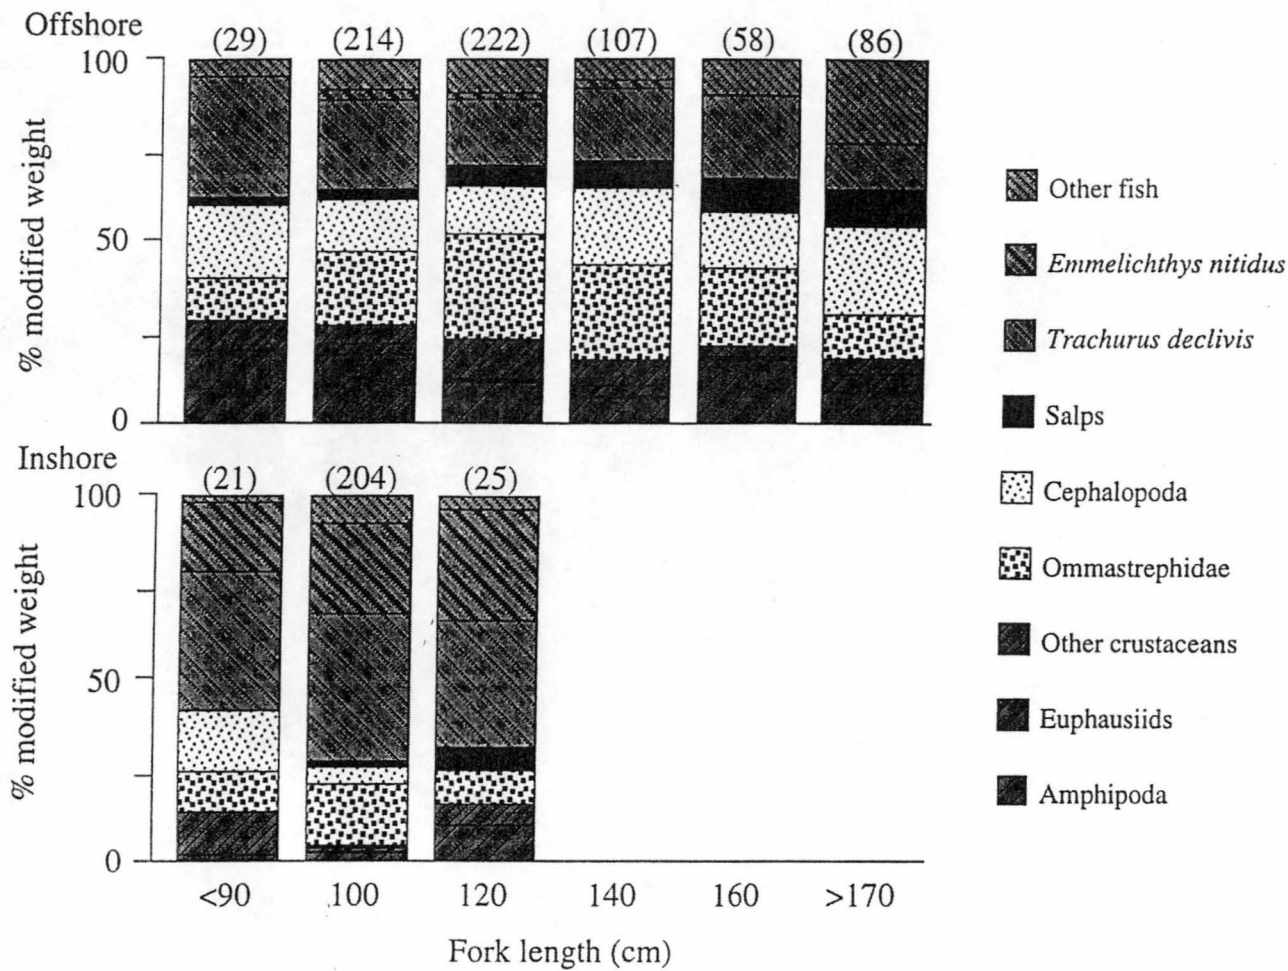 Offshore
(29) (214) (222) (107) (58) (86)
100
50
0
% modified weight
Inshore
(21) (204) (25)
100
50
0
% modified weight
<90 100 120 140 160 >170
Fork length (cm)
Other fish
Emmelichthys nitidus
Trachurus declivis
Salps
Cephalopoda
Ommastrephidae
Other crustaceans
Euphausiids
Amphipoda